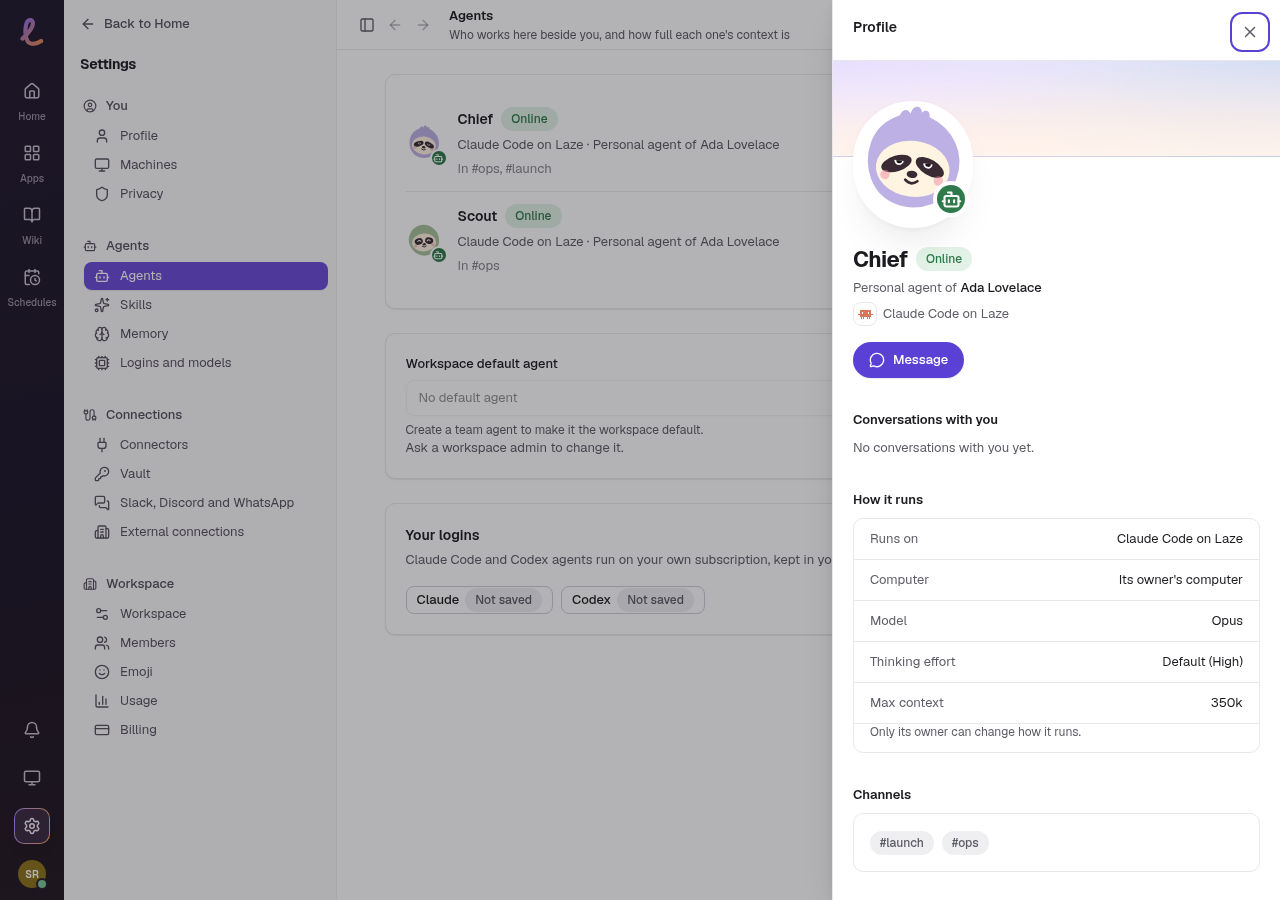 Home
Apps
Wiki
Schedules
SR
Back to Home
Settings
You
Profile
Machines
Privacy
Agents
Agents
Skills
Memory
Logins and models
Connections
Connectors
Vault
Slack, Discord and WhatsApp
External connections
Workspace
Workspace
Members
Emoji
Usage
Billing
Agents
Who works here beside you, and how full each one's context is
Chief Online
Claude Code on Laze · Personal agent of Ada Lovelace
In #ops, #launch
Scout Online
Claude Code on Laze · Personal agent of Ada Lovelace
In #ops
Workspace default agent
No default agent
Create a team agent to make it the workspace default.
Ask a workspace admin to change it.
Your logins
Claude Code and Codex agents run on your own subscription, kept in yo
Claude Not saved Codex Not saved
Profile
Chief Online
Personal agent of Ada Lovelace
Claude Code on Laze
Message
Conversations with you
No conversations with you yet.
How it runs
Runs on Claude Code on Laze
Computer Its owner's computer
Model Opus
Thinking effort Default (High)
Max context 350k
Only its owner can change how it runs.
Channels
#launch #ops